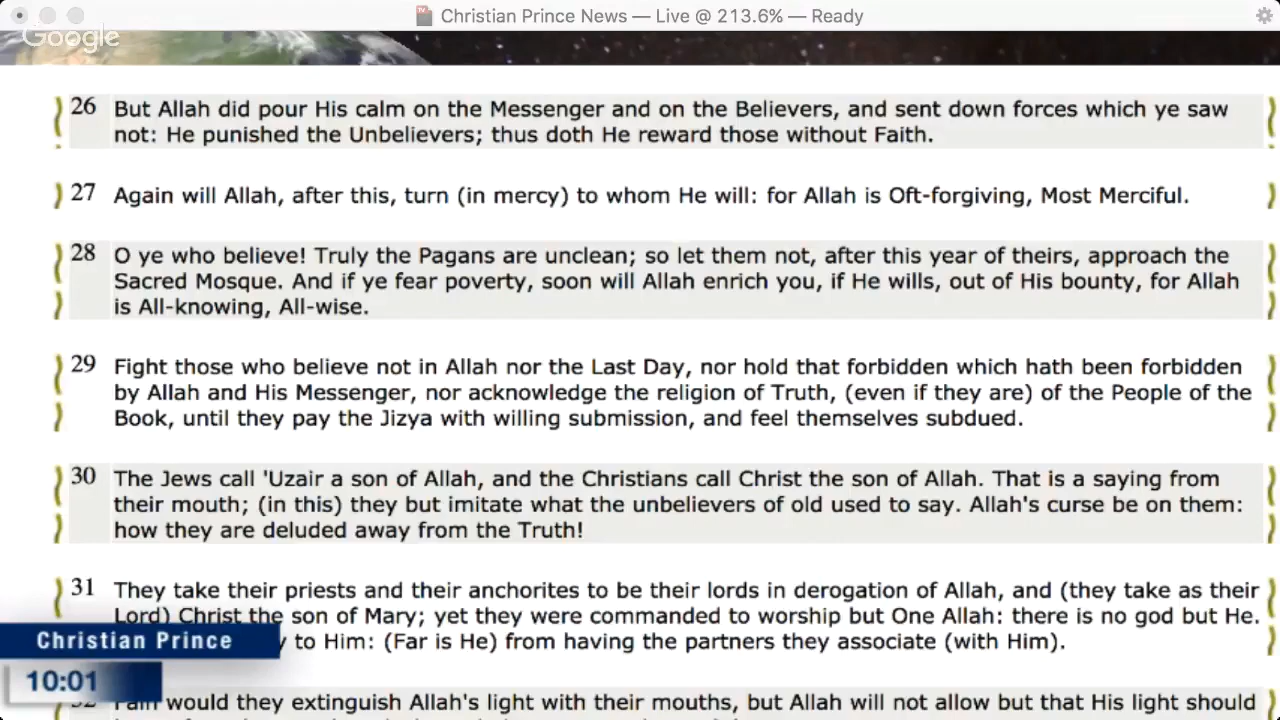 Christian Prince News — Live @ 213.6% — Ready
Google
26 But Allah did pour His calm on the Messenger and on the Believers, and sent down forces which ye saw
not: He punished the Unbelievers; thus doth He reward those without Faith.
27 Again will Allah, after this, turn (in mercy) to whom He will: for Allah is Oft-forgiving, Most Merciful.
28 O ye who believe! Truly the Pagans are unclean; so let them not, after this year of theirs, approach the
Sacred Mosque. And if ye fear poverty, soon will Allah enrich you, if He wills, out of His bounty, for Allah
is All-knowing, All-wise.
29 Fight those who believe not in Allah nor the Last Day, nor hold that forbidden which hath been forbidden
by Allah and His Messenger, nor acknowledge the religion of Truth, (even if they are) of the People of the
Book, until they pay the Jizya with willing submission, and feel themselves subdued.
30 The Jews call 'Uzair a son of Allah, and the Christians call Christ the son of Allah. That is a saying from
their mouth; (in this) they but imitate what the unbelievers of old used to say. Allah's curse be on them:
how they are deluded away from the Truth!
31 They take their priests and their anchorites to be their lords in derogation of Allah, and (they take as their
Lord) Christ the son of Mary; yet they were commanded to worship but One Allah: there is no god but He.
to Him: (Far is He) from having the partners they associate (with Him).
Christian Prince
10:01
32 Fain would they extinguish Allah's light with their mouths, but Allah will not allow but that His light should